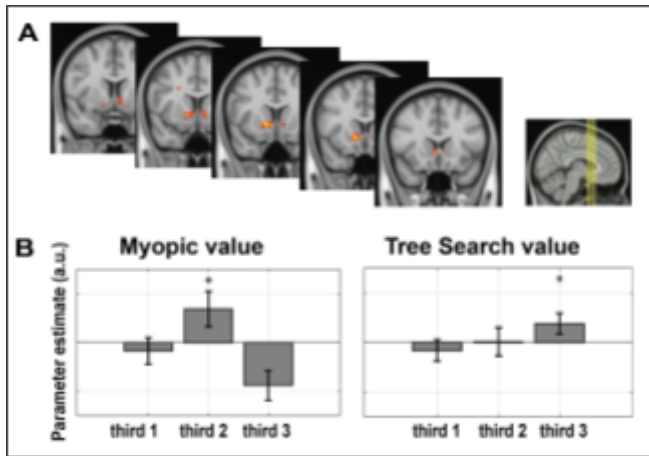 A
B
Myopic value
Tree Search value
Parameter estimate (a.u.)
*
*
third 1
third 2
third 3
third 1
third 2
third 3